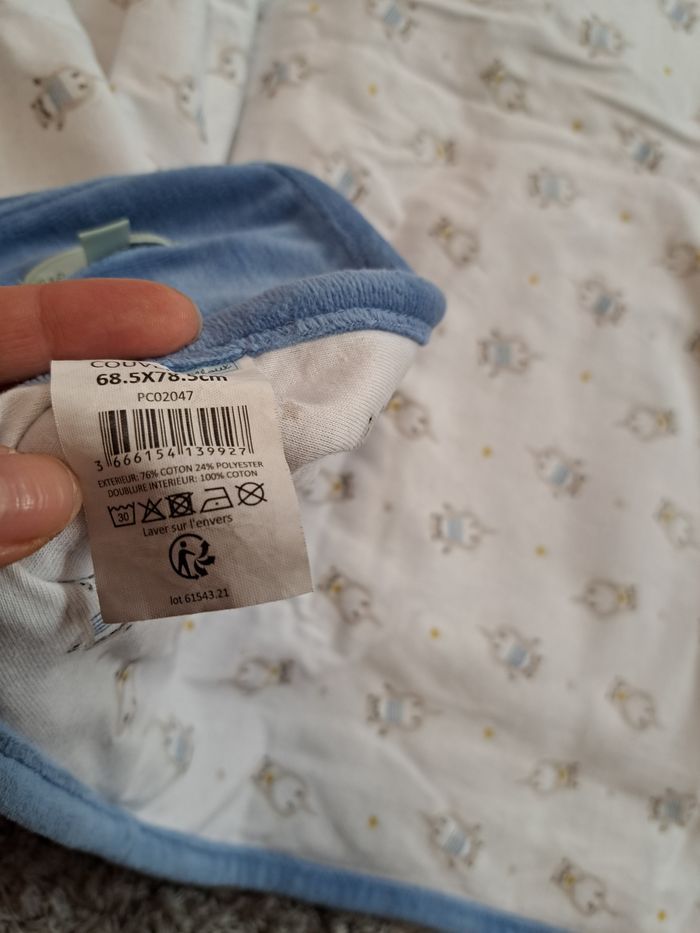 68.5X78.5cm
PC02047
3 666154 139927
EXTERIEUR: 76% COTON 24% POLYESTER
DOUBLURE INTERIEUR: 100% COTON
30
Laver sur l'envers
lot 61543.21